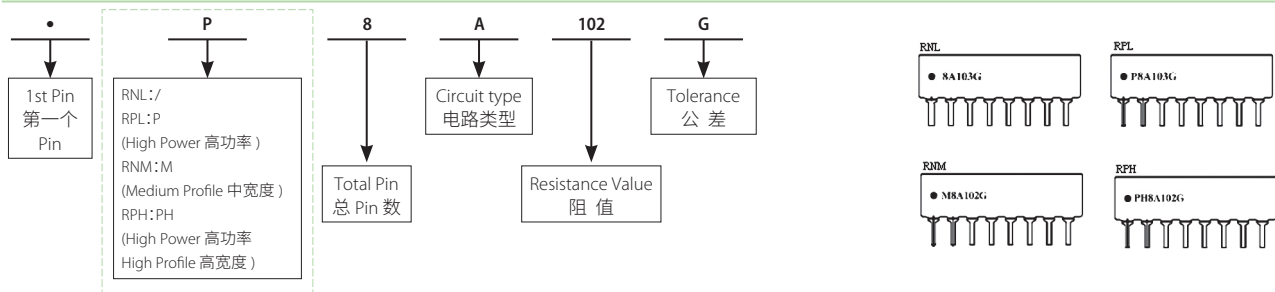 • P 8 A 102 G
1st Pin
第一个
Pin
RNL:/
RPL:P
(High Power 高功率 )
RNM:M
(Medium Profile 中宽度 )
RPH:PH
(High Power 高功率
High Profile 高宽度 )
Total Pin
总 Pin 数
Circuit type
电路类型
Resistance Value
阻 值
Tolerance
公 差
RNL
● 8A103G
RPL
● P8A103G
RNM
● M8A102G
RPH
● PH8A102G